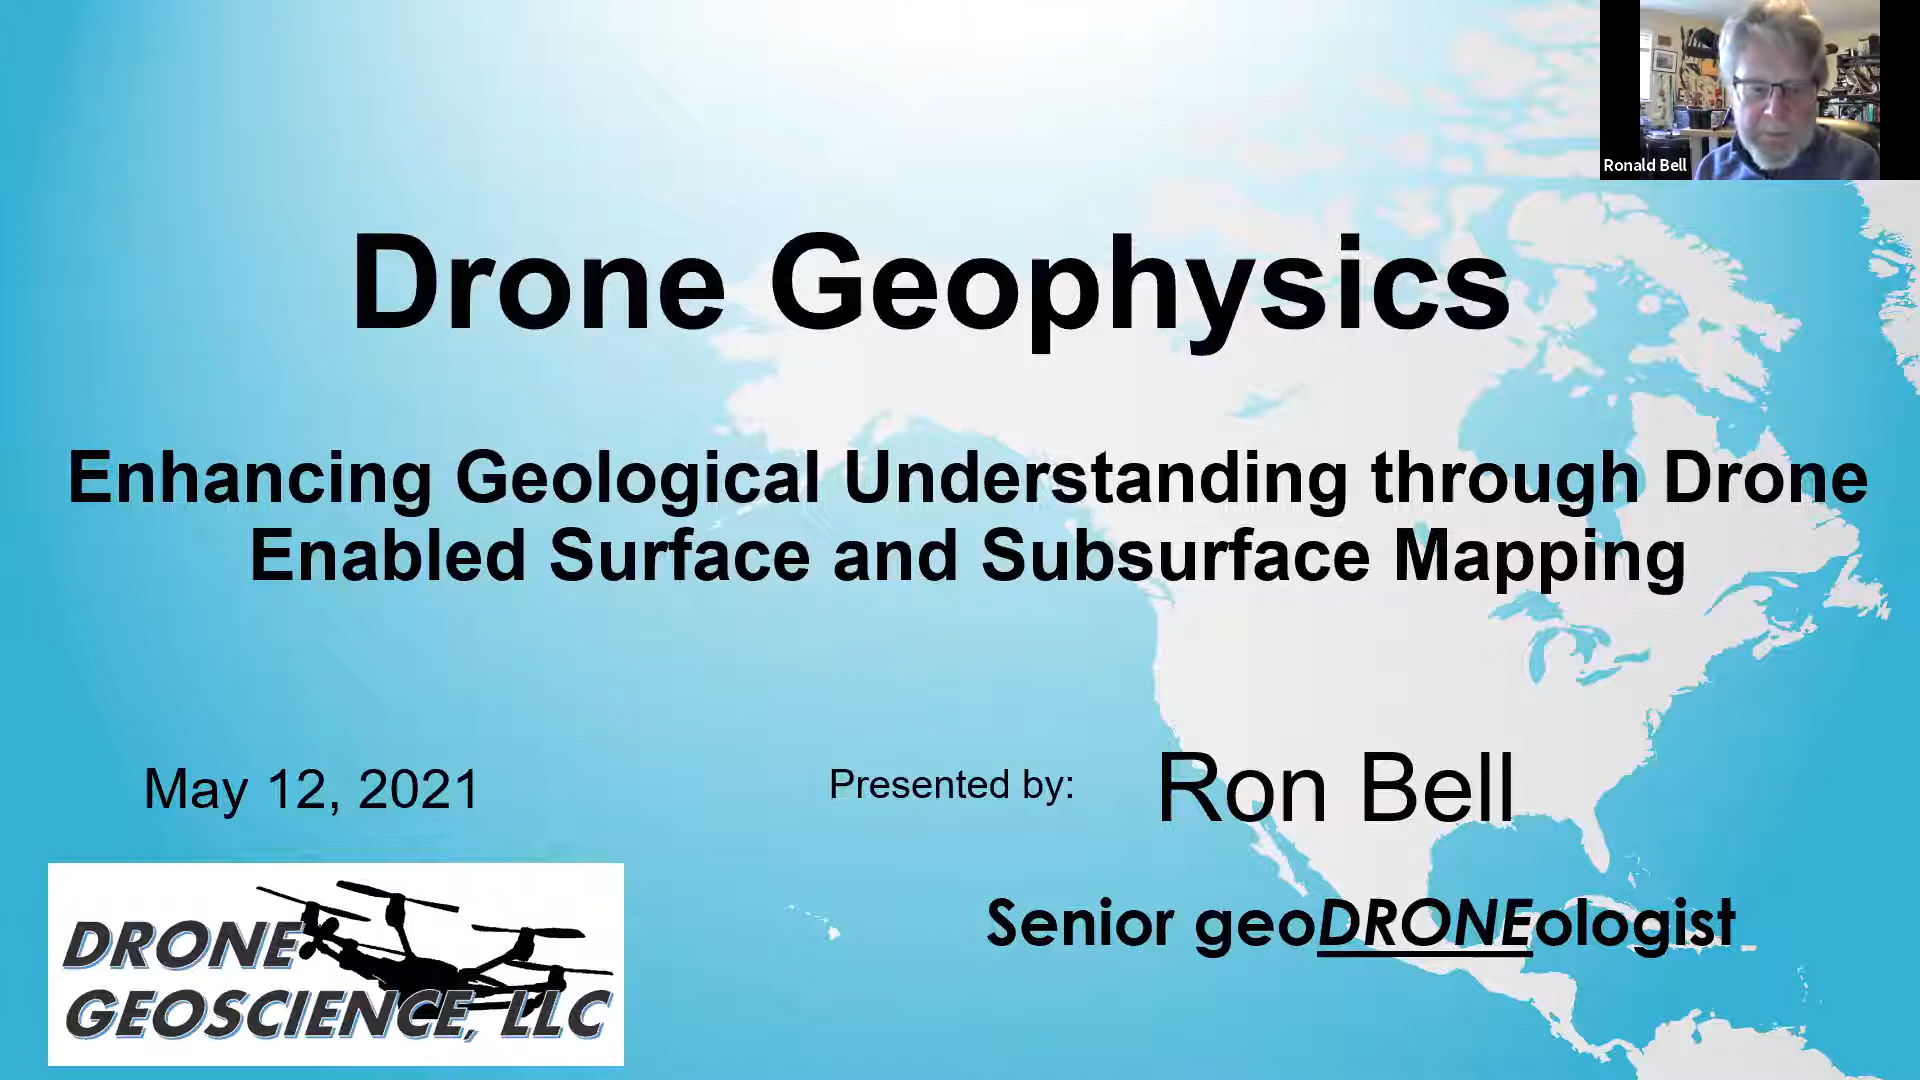 Ronald Bell
Drone Geophysics
Enhancing Geological Understanding through Drone
Enabled Surface and Subsurface Mapping
May 12, 2021
Presented by:
Ron Bell
Senior geoDRONEologist
DRONE
GEOSCIENCE, LLC